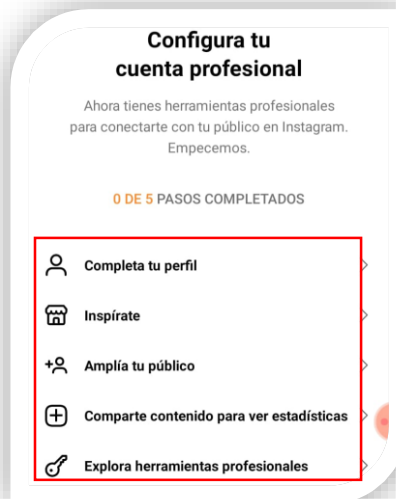 Configura tu
cuenta profesional
Ahora tienes herramientas profesionales
para conectarte con tu público en Instagram.
Empecemos.
0 DE 5 PASOS COMPLETADOS
Completa tu perfil
Inspírate
Amplía tu público
Comparte contenido para ver estadísticas
Explora herramientas profesionales